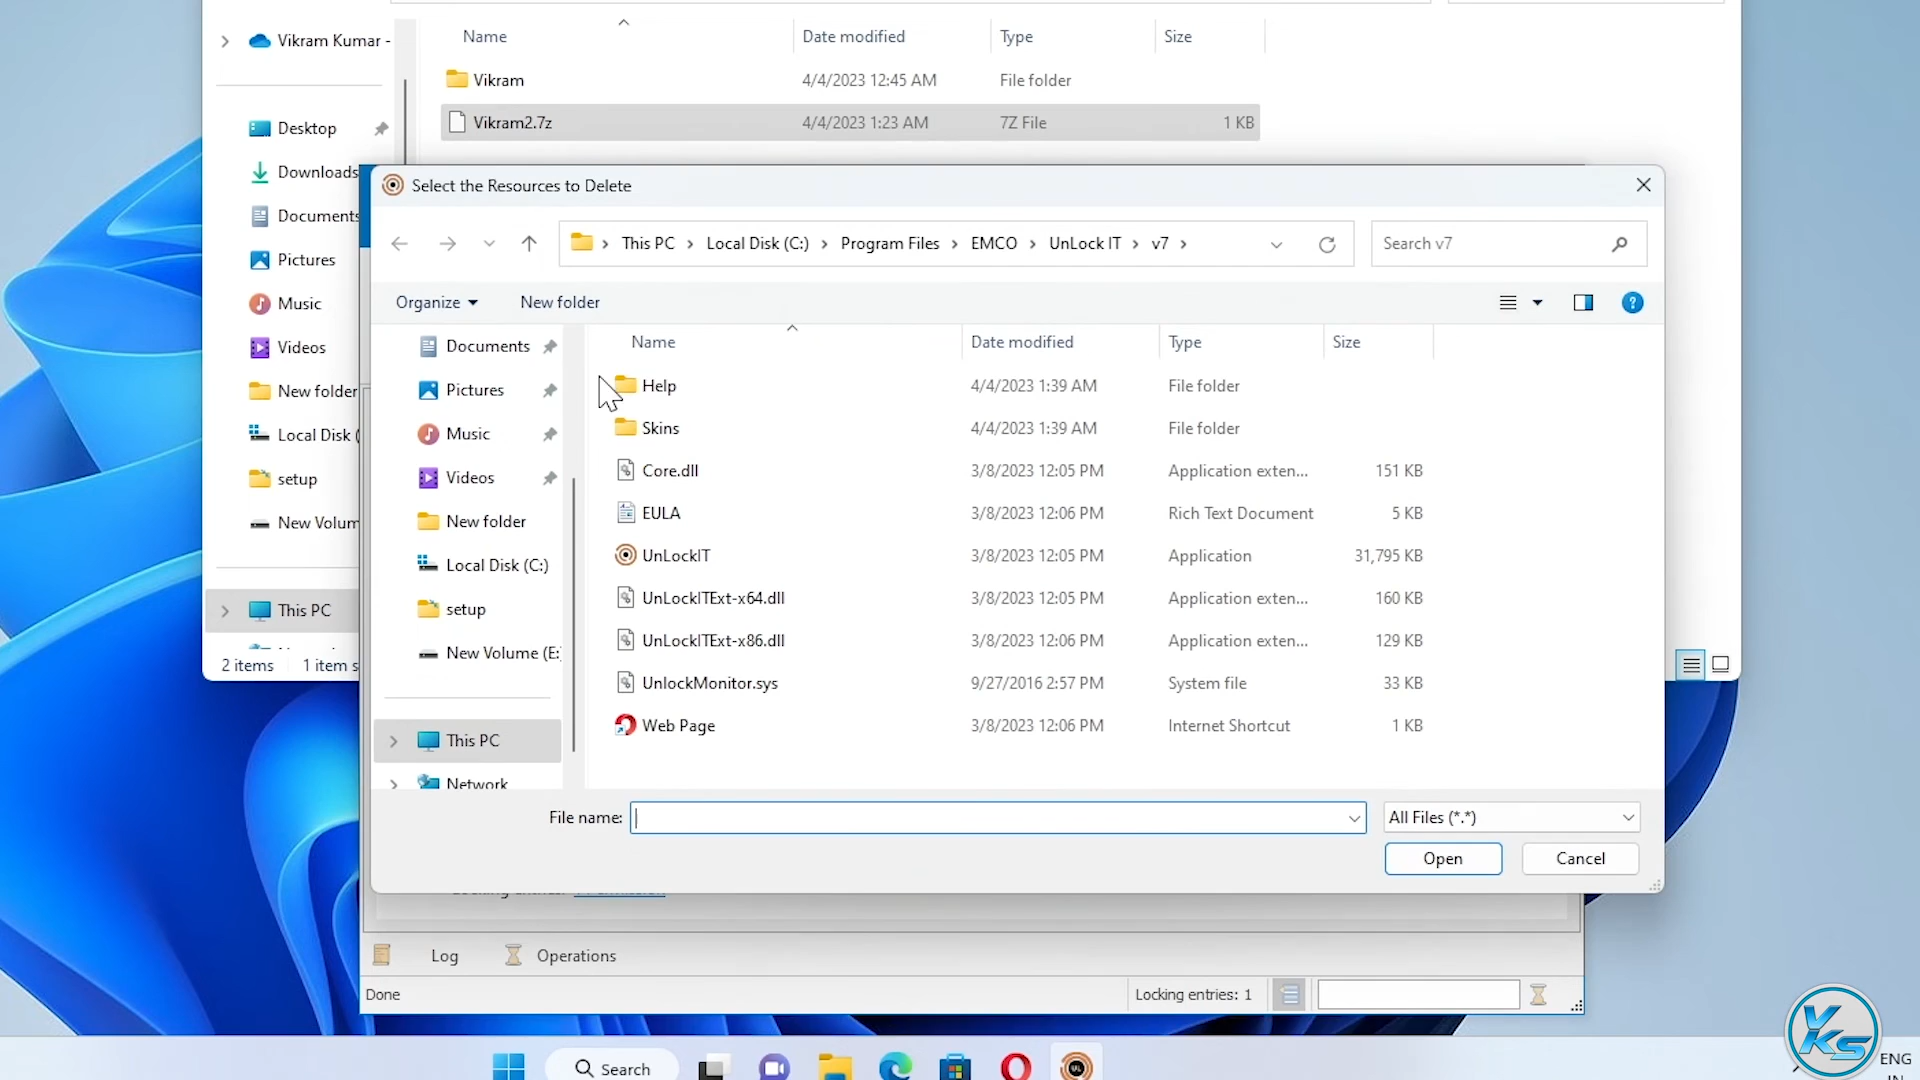 Vikram Kumar -
Name Date modified Type Size
Vikram 4/4/2023 12:45 AM File folder
Vikram2.7z 4/4/2023 1:23 AM 7Z File 1 KB
Desktop
Downloads
Documents
Pictures
Music
Videos
New folder
Local Disk (
setup
New Volum
This PC
2 items 1 item s
Select the Resources to Delete
This PC Local Disk (C:) Program Files EMCO UnLock IT v7
Search v7
Organize New folder
Documents
Pictures
Music
Videos
New folder
Local Disk (C:)
setup
New Volume (E:)
This PC
Network
Name Date modified Type Size
Help 4/4/2023 1:39 AM File folder
Skins 4/4/2023 1:39 AM File folder
Core.dll 3/8/2023 12:05 PM Application exten... 151 KB
EULA 3/8/2023 12:06 PM Rich Text Document 5 KB
UnLockIT 3/8/2023 12:05 PM Application 31,795 KB
UnLockITExt-x64.dll 3/8/2023 12:05 PM Application exten... 160 KB
UnLockITExt-x86.dll 3/8/2023 12:06 PM Application exten... 129 KB
UnlockMonitor.sys 9/27/2016 2:57 PM System file 33 KB
Web Page 3/8/2023 12:06 PM Internet Shortcut 1 KB
File name: All Files (*.*)
Open Cancel
Log Operations
Done Locking entries: 1
Search
UL
YKS
ENG
IN